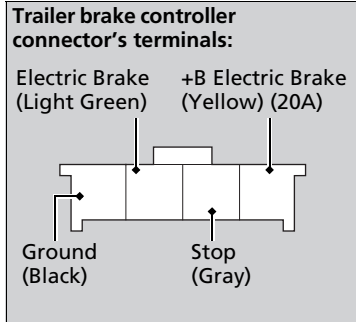 Trailer brake controller
connector's terminals:
Electric Brake +B Electric Brake
(Light Green) (Yellow) (20A)
Ground Stop
(Black) (Gray)